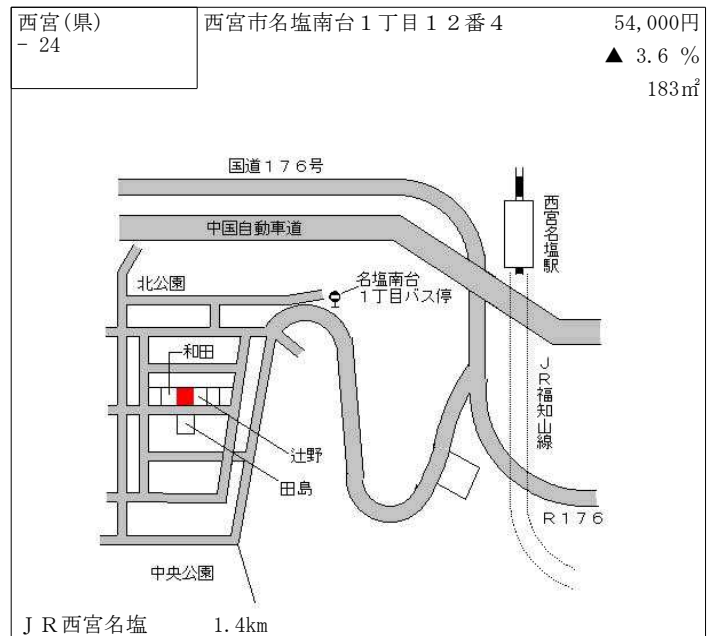 西宮(県)
- 24
西宮市名塩南台１丁目１２番４
54,000円
▲ 3.6 %
183㎡
国道１７６号
中国自動車道
西宮名塩駅
北公園
名塩南台
１丁目バス停
和田
ＪＲ福知山線
辻野
田島
Ｒ１７６
中央公園
ＪＲ西宮名塩 1.4km